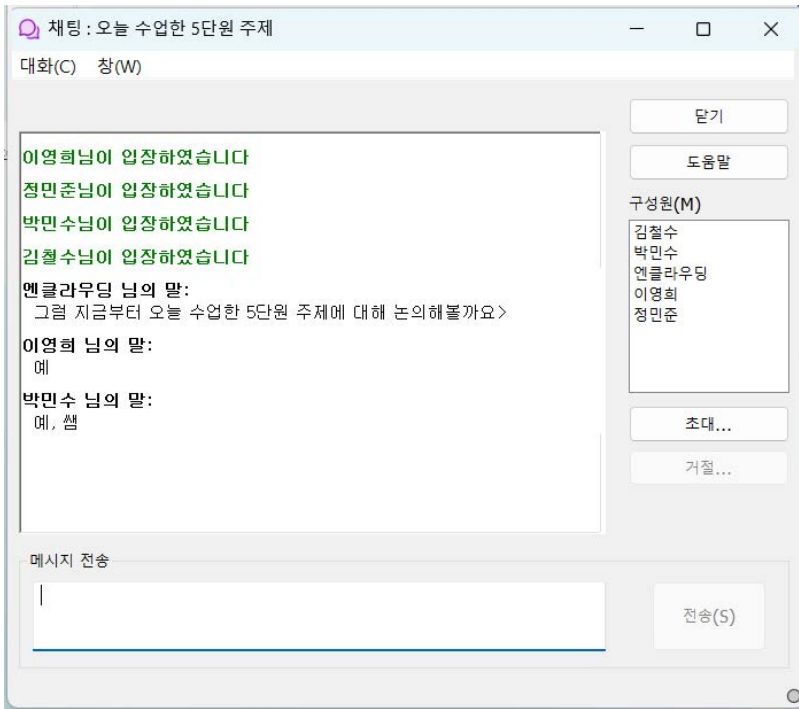 채팅 : 오늘 수업한 5단원 주제
대화(C) 창(W)
닫기
도움말
구성원(M)
김철수
박민수
엔클라우딩
이영희
정민준
초대...
거절...
이영희님이 입장하였습니다
정민준님이 입장하였습니다
박민수님이 입장하였습니다
김철수님이 입장하였습니다
엔클라우딩 님의 말:
그럼 지금부터 오늘 수업한 5단원 주제에 대해 논의해볼까요>
이영희 님의 말:
예
박민수 님의 말:
예, 쌤
메시지 전송
전송(S)